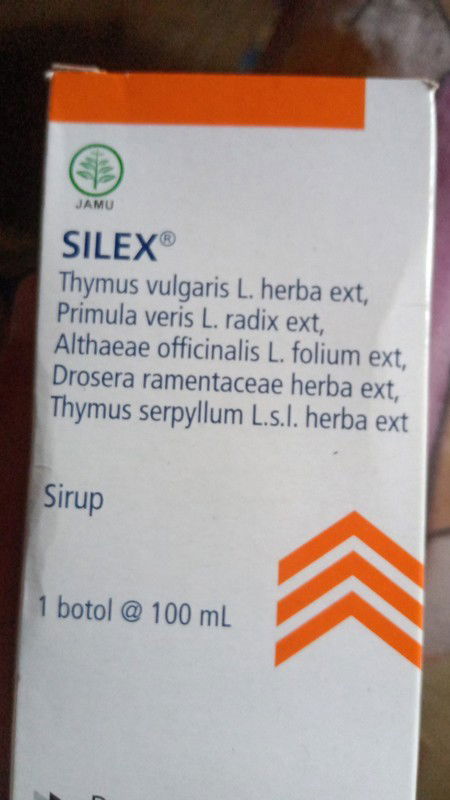 JAMU
SILEX®
Thymus vulgaris L. herba ext,
Primula veris L. radix ext,
Althaeae officinalis L. folium ext,
Drosera ramentaceae herba ext,
Thymus serpyllum L.s.l. herba ext
Sirup
1 botol @ 100 mL